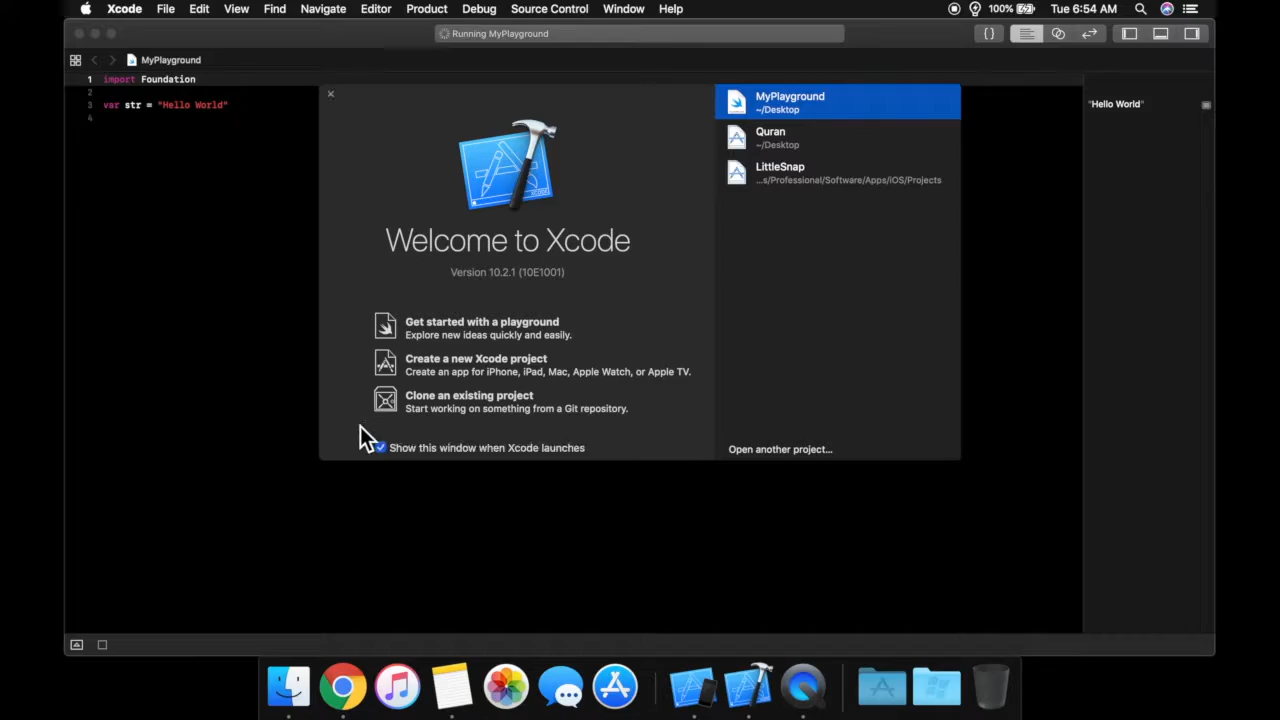 Xcode File Edit View Find Navigate Editor Product Debug Source Control Window Help 100% Tue 6:54 AM
Running MyPlayground
{ }
MyPlayground
1 import Foundation
2
3 var str = "Hello World"
4
"Hello World"
Welcome to Xcode
Version 10.2.1 (10E1001)
Get started with a playground
Explore new ideas quickly and easily.
Create a new Xcode project
Create an app for iPhone, iPad, Mac, Apple Watch, or Apple TV.
Clone an existing project
Start working on something from a Git repository.
Show this window when Xcode launches
MyPlayground
~/Desktop
Quran
~/Desktop
LittleSnap
...s/Professional/Software/Apps/iOS/Projects
Open another project...